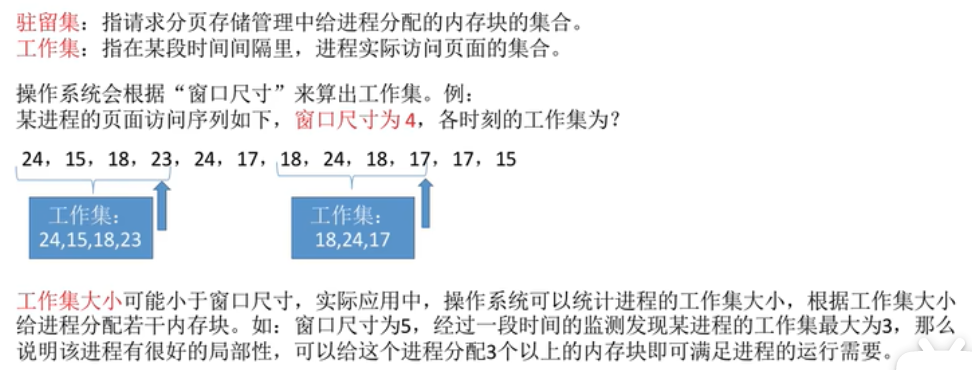 驻留集：指请求分页存储管理中给进程分配的内存块的集合。
工作集：指在某段时间间隔里，进程实际访问页面的集合。
操作系统会根据“窗口尺寸”来算出工作集。例：
某进程的页面访问序列如下，窗口尺寸为 4，各时刻的工作集为？
24，15，18，23，24，17，18，24，18，17，17，15
工作集：
24,15,18,23
工作集：
18,24,17
工作集大小可能小于窗口尺寸，实际应用中，操作系统可以统计进程的工作集大小，根据工作集大小
给进程分配若干内存块。如：窗口尺寸为5，经过一段时间的监测发现某进程的工作集最大为3，那么
说明该进程有很好的局部性，可以给这个进程分配3个以上的内存块即可满足进程的运行需要。